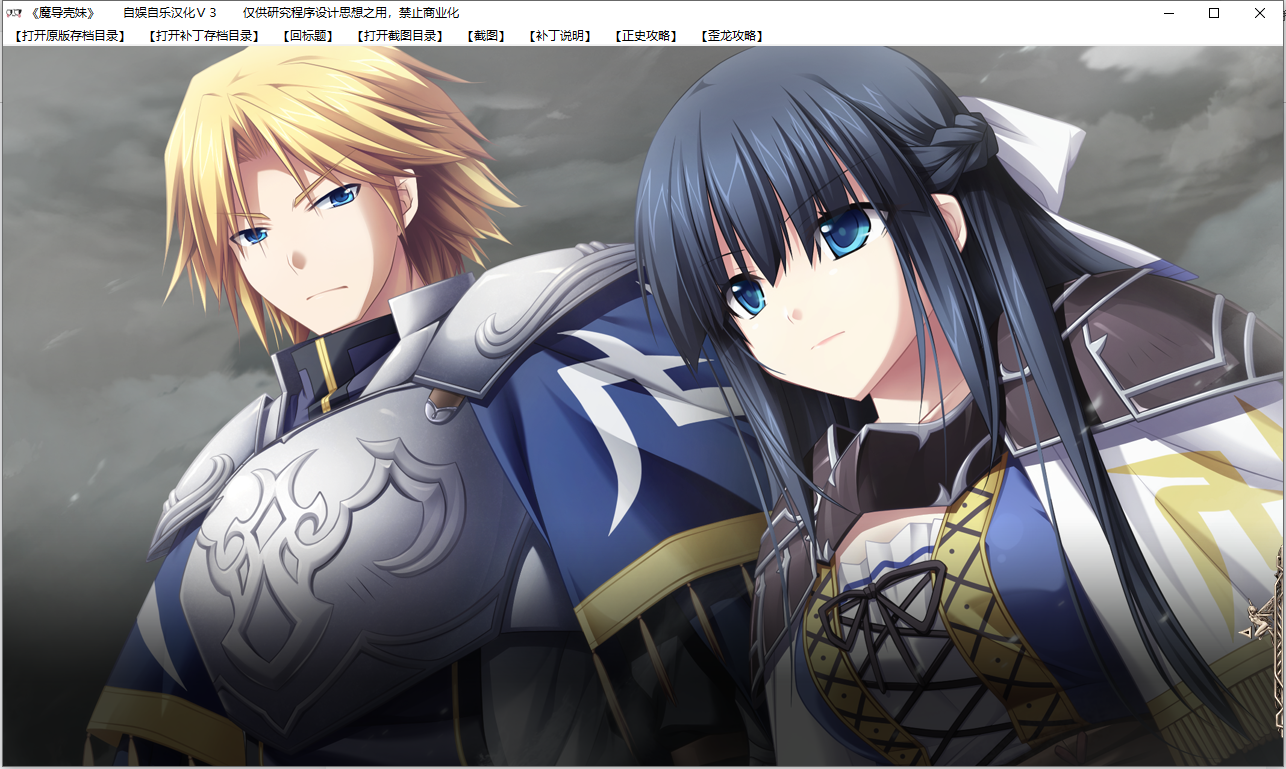 《魔导壳妹》 自娱自乐汉化V 3 仅供研究程序设计思想之用，禁止商业化
【打开原版存档目录】 【打开补丁存档目录】 【回标题】 【打开截图目录】 【截图】 【补丁说明】 【正史攻略】 【歪龙攻略】